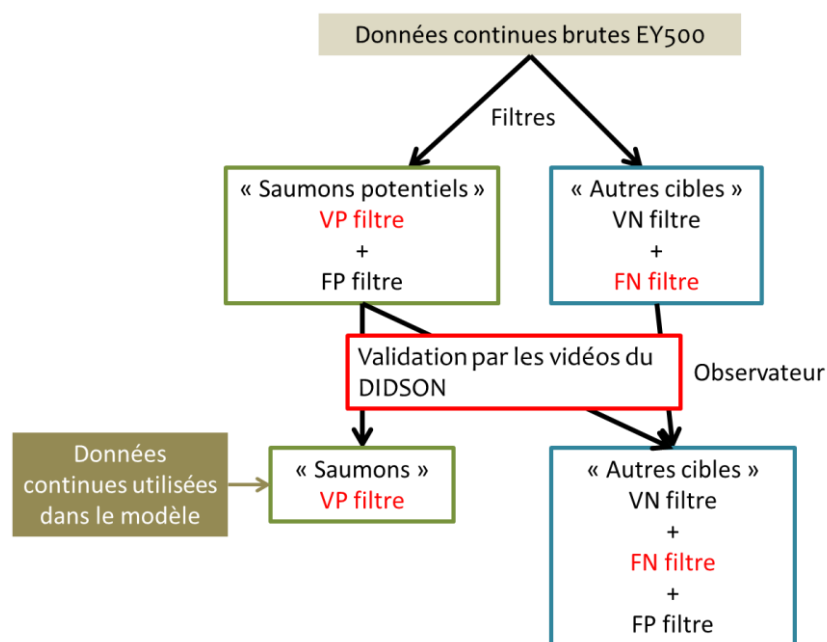 Données continues brutes EY500
Filtres
« Saumons potentiels »
VP filtre
+
FP filtre
« Autres cibles »
VN filtre
+
FN filtre
Validation par les vidéos du
DIDSON
Observateur
Données
continues utilisées
dans le modèle
« Saumons »
VP filtre
« Autres cibles »
VN filtre
+
FN filtre
+
FP filtre